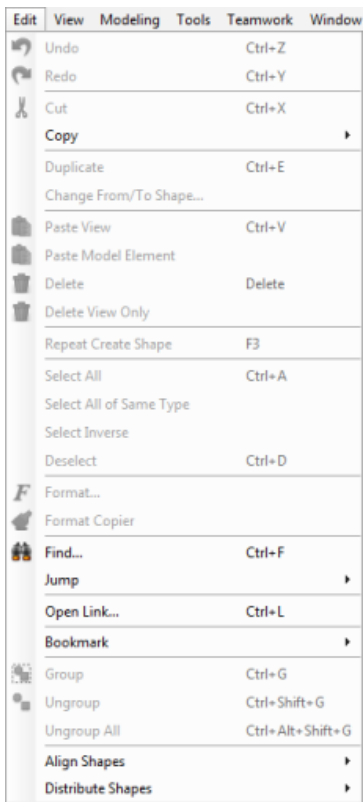 Edit View Modeling Tools Teamwork Window
Undo Ctrl+Z
Redo Ctrl+Y
Cut Ctrl+X
Copy
Duplicate Ctrl+E
Change From/To Shape...
Paste View Ctrl+V
Paste Model Element
Delete Delete
Delete View Only
Repeat Create Shape F3
Select All Ctrl+A
Select All of Same Type
Select Inverse
Deselect Ctrl+D
Format...
Format Copier
Find... Ctrl+F
Jump
Open Link... Ctrl+L
Bookmark
Group Ctrl+G
Ungroup Ctrl+Shift+G
Ungroup All Ctrl+Alt+Shift+G
Align Shapes
Distribute Shapes